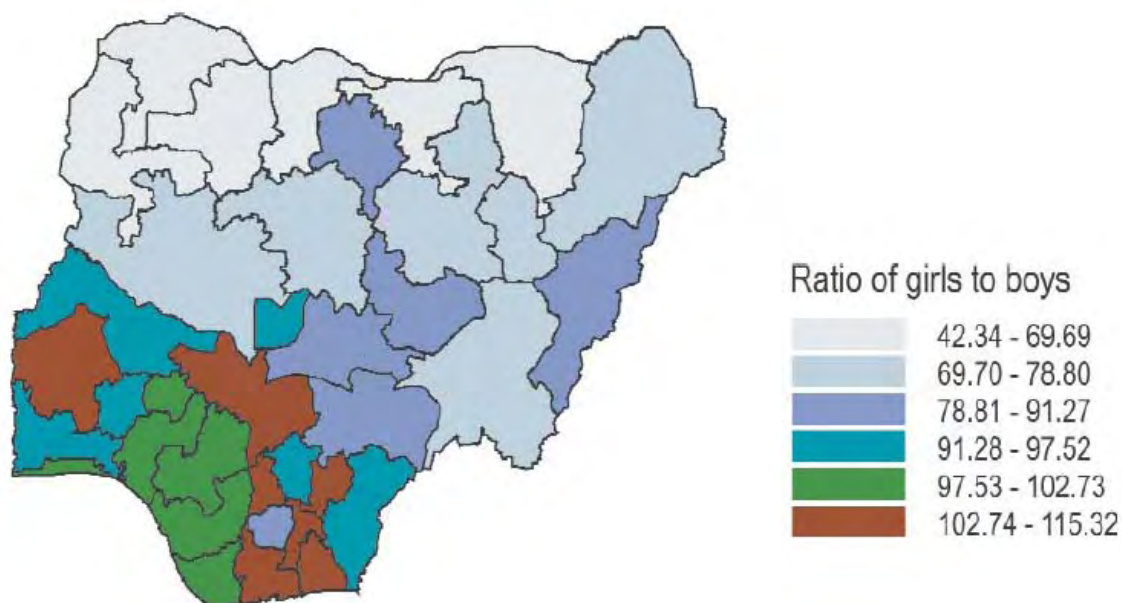 Ratio of girls to boys
42.34 - 69.69
69.70 - 78.80
78.81 - 91.27
91.28 - 97.52
97.53 - 102.73
102.74 - 115.32